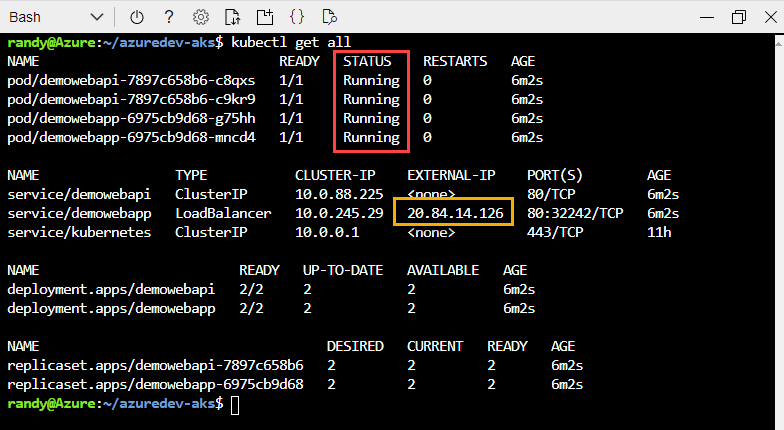 Bash
randy@Azure:~/azuredev-aks$ kubectl get all
NAME READY STATUS RESTARTS AGE
pod/demowebapi-7897c658b6-c8qxs 1/1 Running 0 6m2s
pod/demowebapi-7897c658b6-c9kr9 1/1 Running 0 6m2s
pod/demowebapp-6975cb9d68-g75hh 1/1 Running 0 6m2s
pod/demowebapp-6975cb9d68-mncd4 1/1 Running 0 6m2s
NAME TYPE CLUSTER-IP EXTERNAL-IP PORT(S) AGE
service/demowebapi ClusterIP 10.0.88.225 <none> 80/TCP 6m2s
service/demowebapp LoadBalancer 10.0.245.29 20.84.14.126 80:32242/TCP 6m2s
service/kubernetes ClusterIP 10.0.0.1 <none> 443/TCP 11h
NAME READY UP-TO-DATE AVAILABLE AGE
deployment.apps/demowebapi 2/2 2 2 6m2s
deployment.apps/demowebapp 2/2 2 2 6m2s
NAME DESIRED CURRENT READY AGE
replicaset.apps/demowebapi-7897c658b6 2 2 2 6m2s
replicaset.apps/demowebapp-6975cb9d68 2 2 2 6m2s
randy@Azure:~/azuredev-aks$